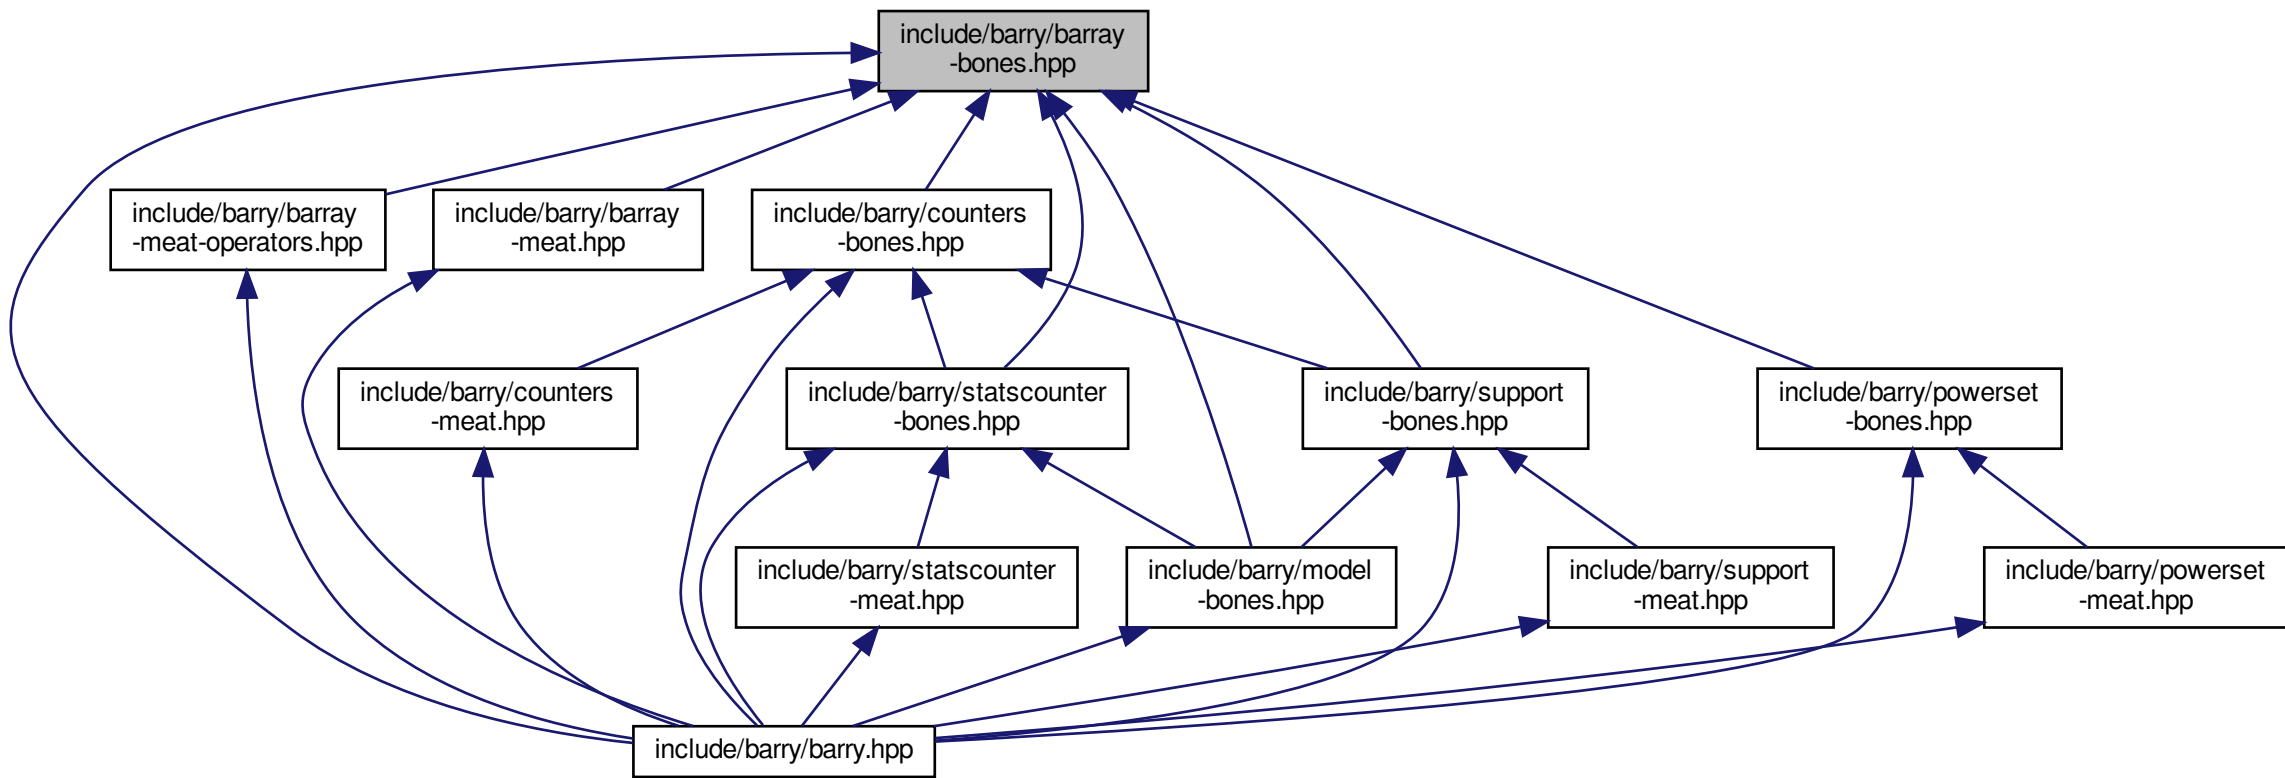 include/barry/barray
-bones.hpp
include/barry/barray
-meat-operators.hpp
include/barry/barray
-meat.hpp
include/barry/counters
-bones.hpp
include/barry/counters
-meat.hpp
include/barry/statscounter
-bones.hpp
include/barry/support
-bones.hpp
include/barry/powerset
-bones.hpp
include/barry/statscounter
-meat.hpp
include/barry/model
-bones.hpp
include/barry/support
-meat.hpp
include/barry/powerset
-meat.hpp
include/barry/barry.hpp